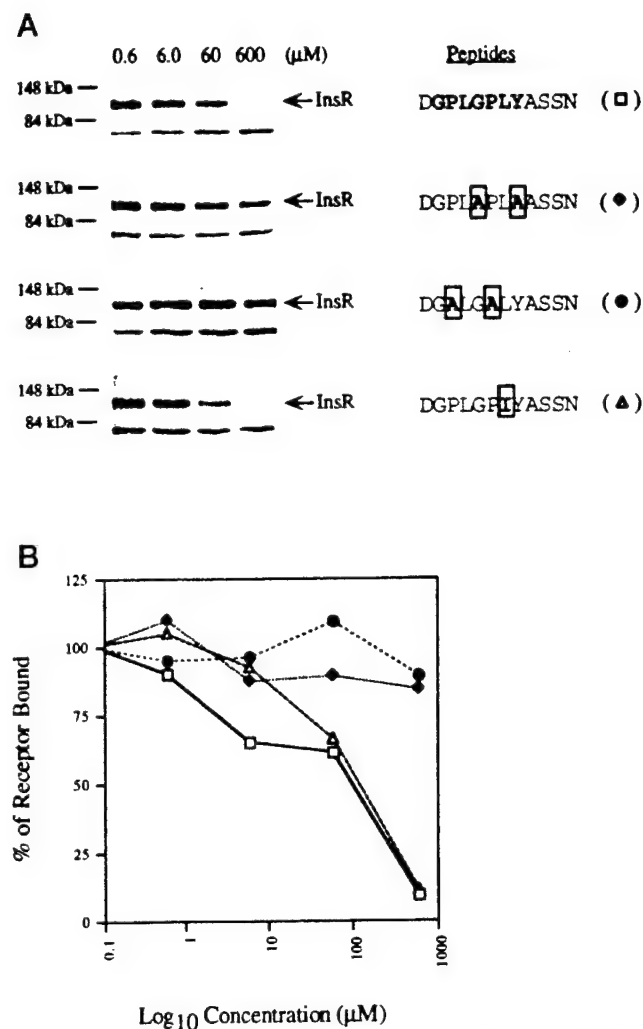 A
0.6 6.0 60 600 (μM) Peptides
148 kDa
84 kDa
InsR
DGPLGPLYASSN (□)
148 kDa
84 kDa
InsR
DGPLAPLAASSN (◆)
148 kDa
84 kDa
InsR
DGALGALYASSN (●)
148 kDa
84 kDa
InsR
DGPLGPIYASSN (△)
B
% of Receptor Bound
125
100
75
50
25
0
0.1 1 10 100 1000
Log10 Concentration (μM)